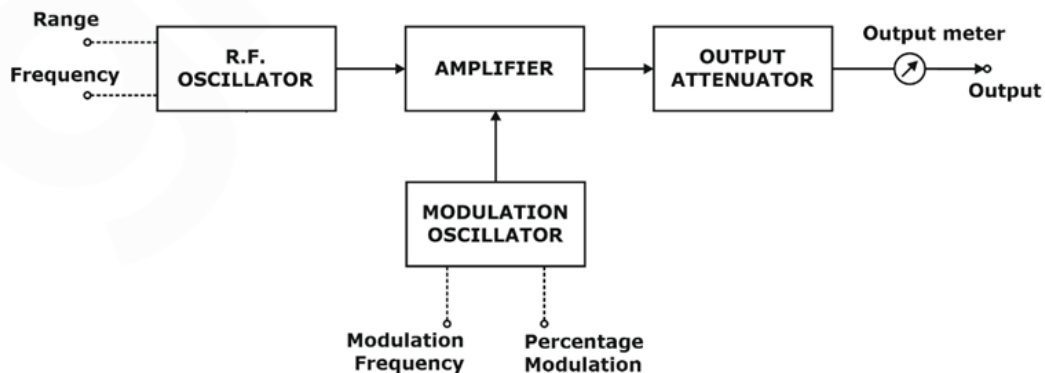 Range
Frequency
R.F.
OSCILLATOR
AMPLIFIER
OUTPUT
ATTENUATOR
Output meter
Output
MODULATION
OSCILLATOR
Modulation
Frequency
Percentage
Modulation